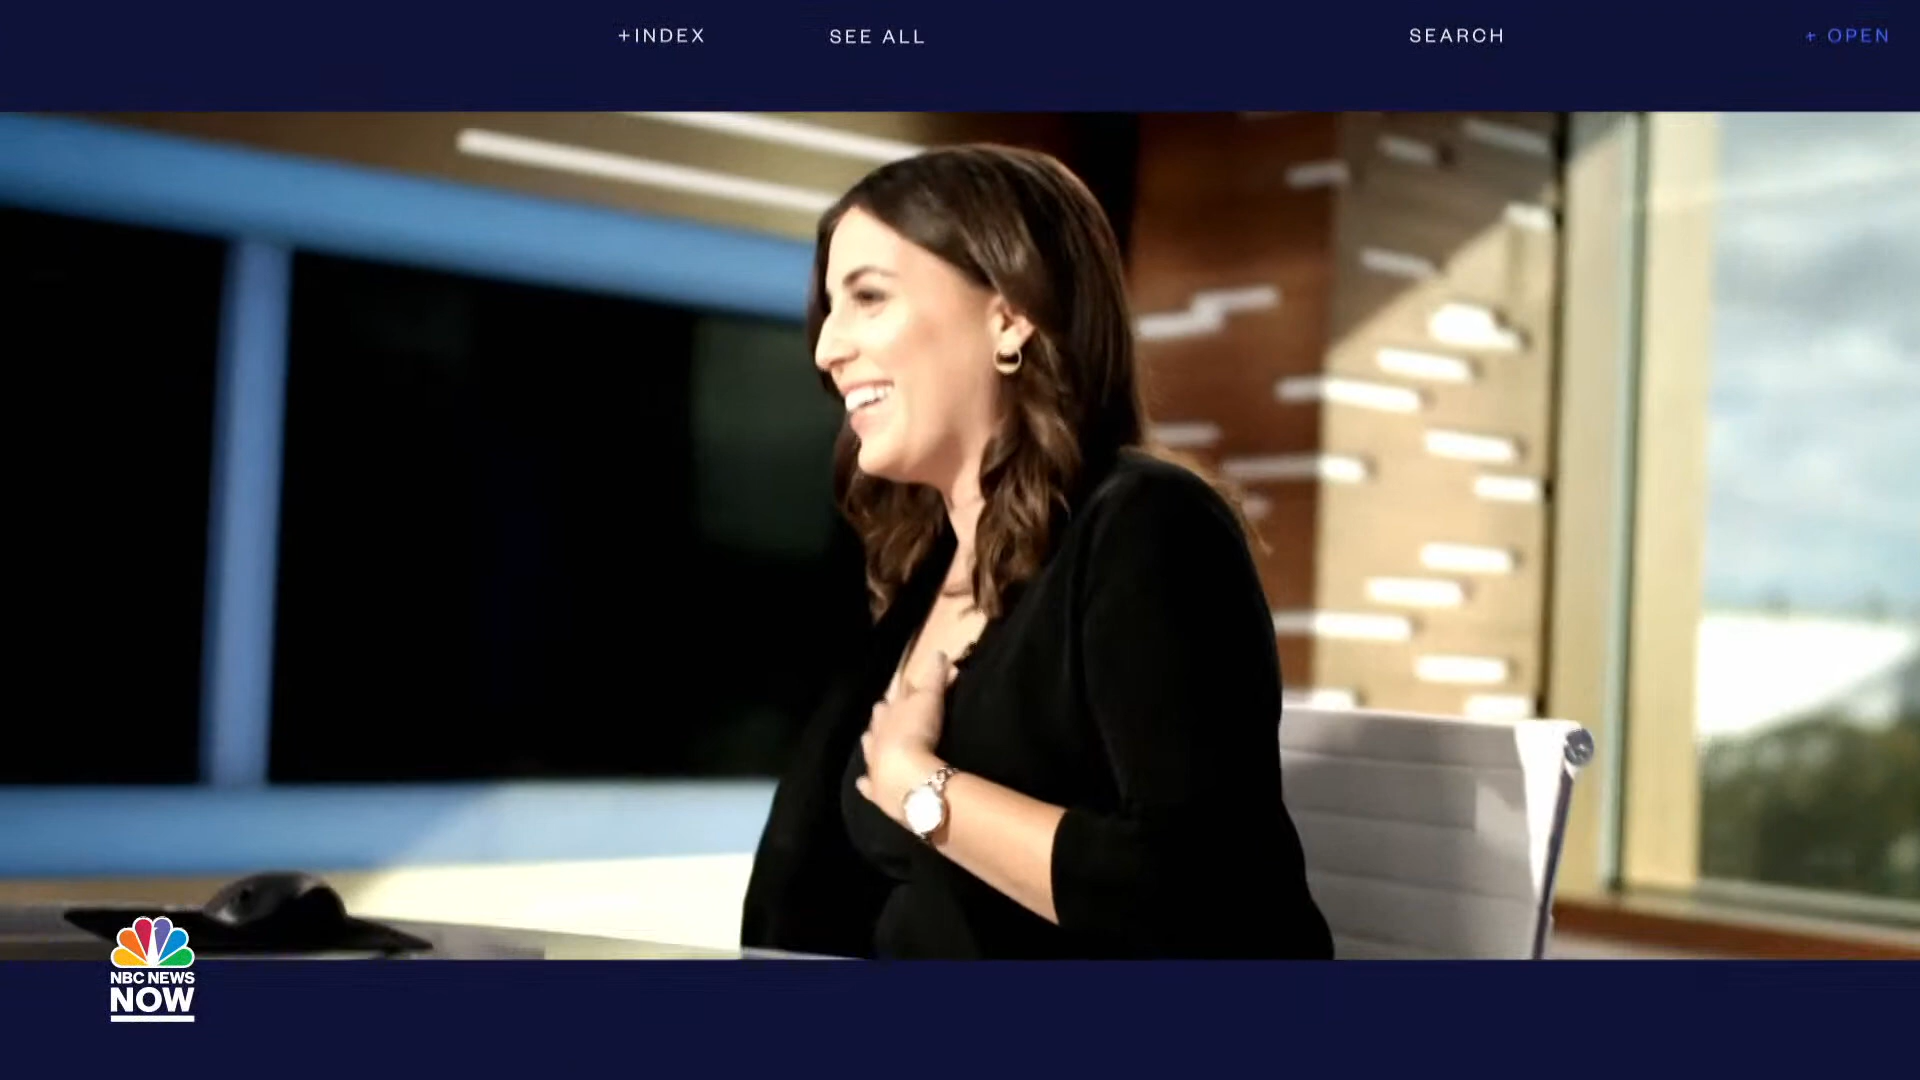 +INDEX
SEE ALL
SEARCH
+ OPEN
NBC NEWS
NOW